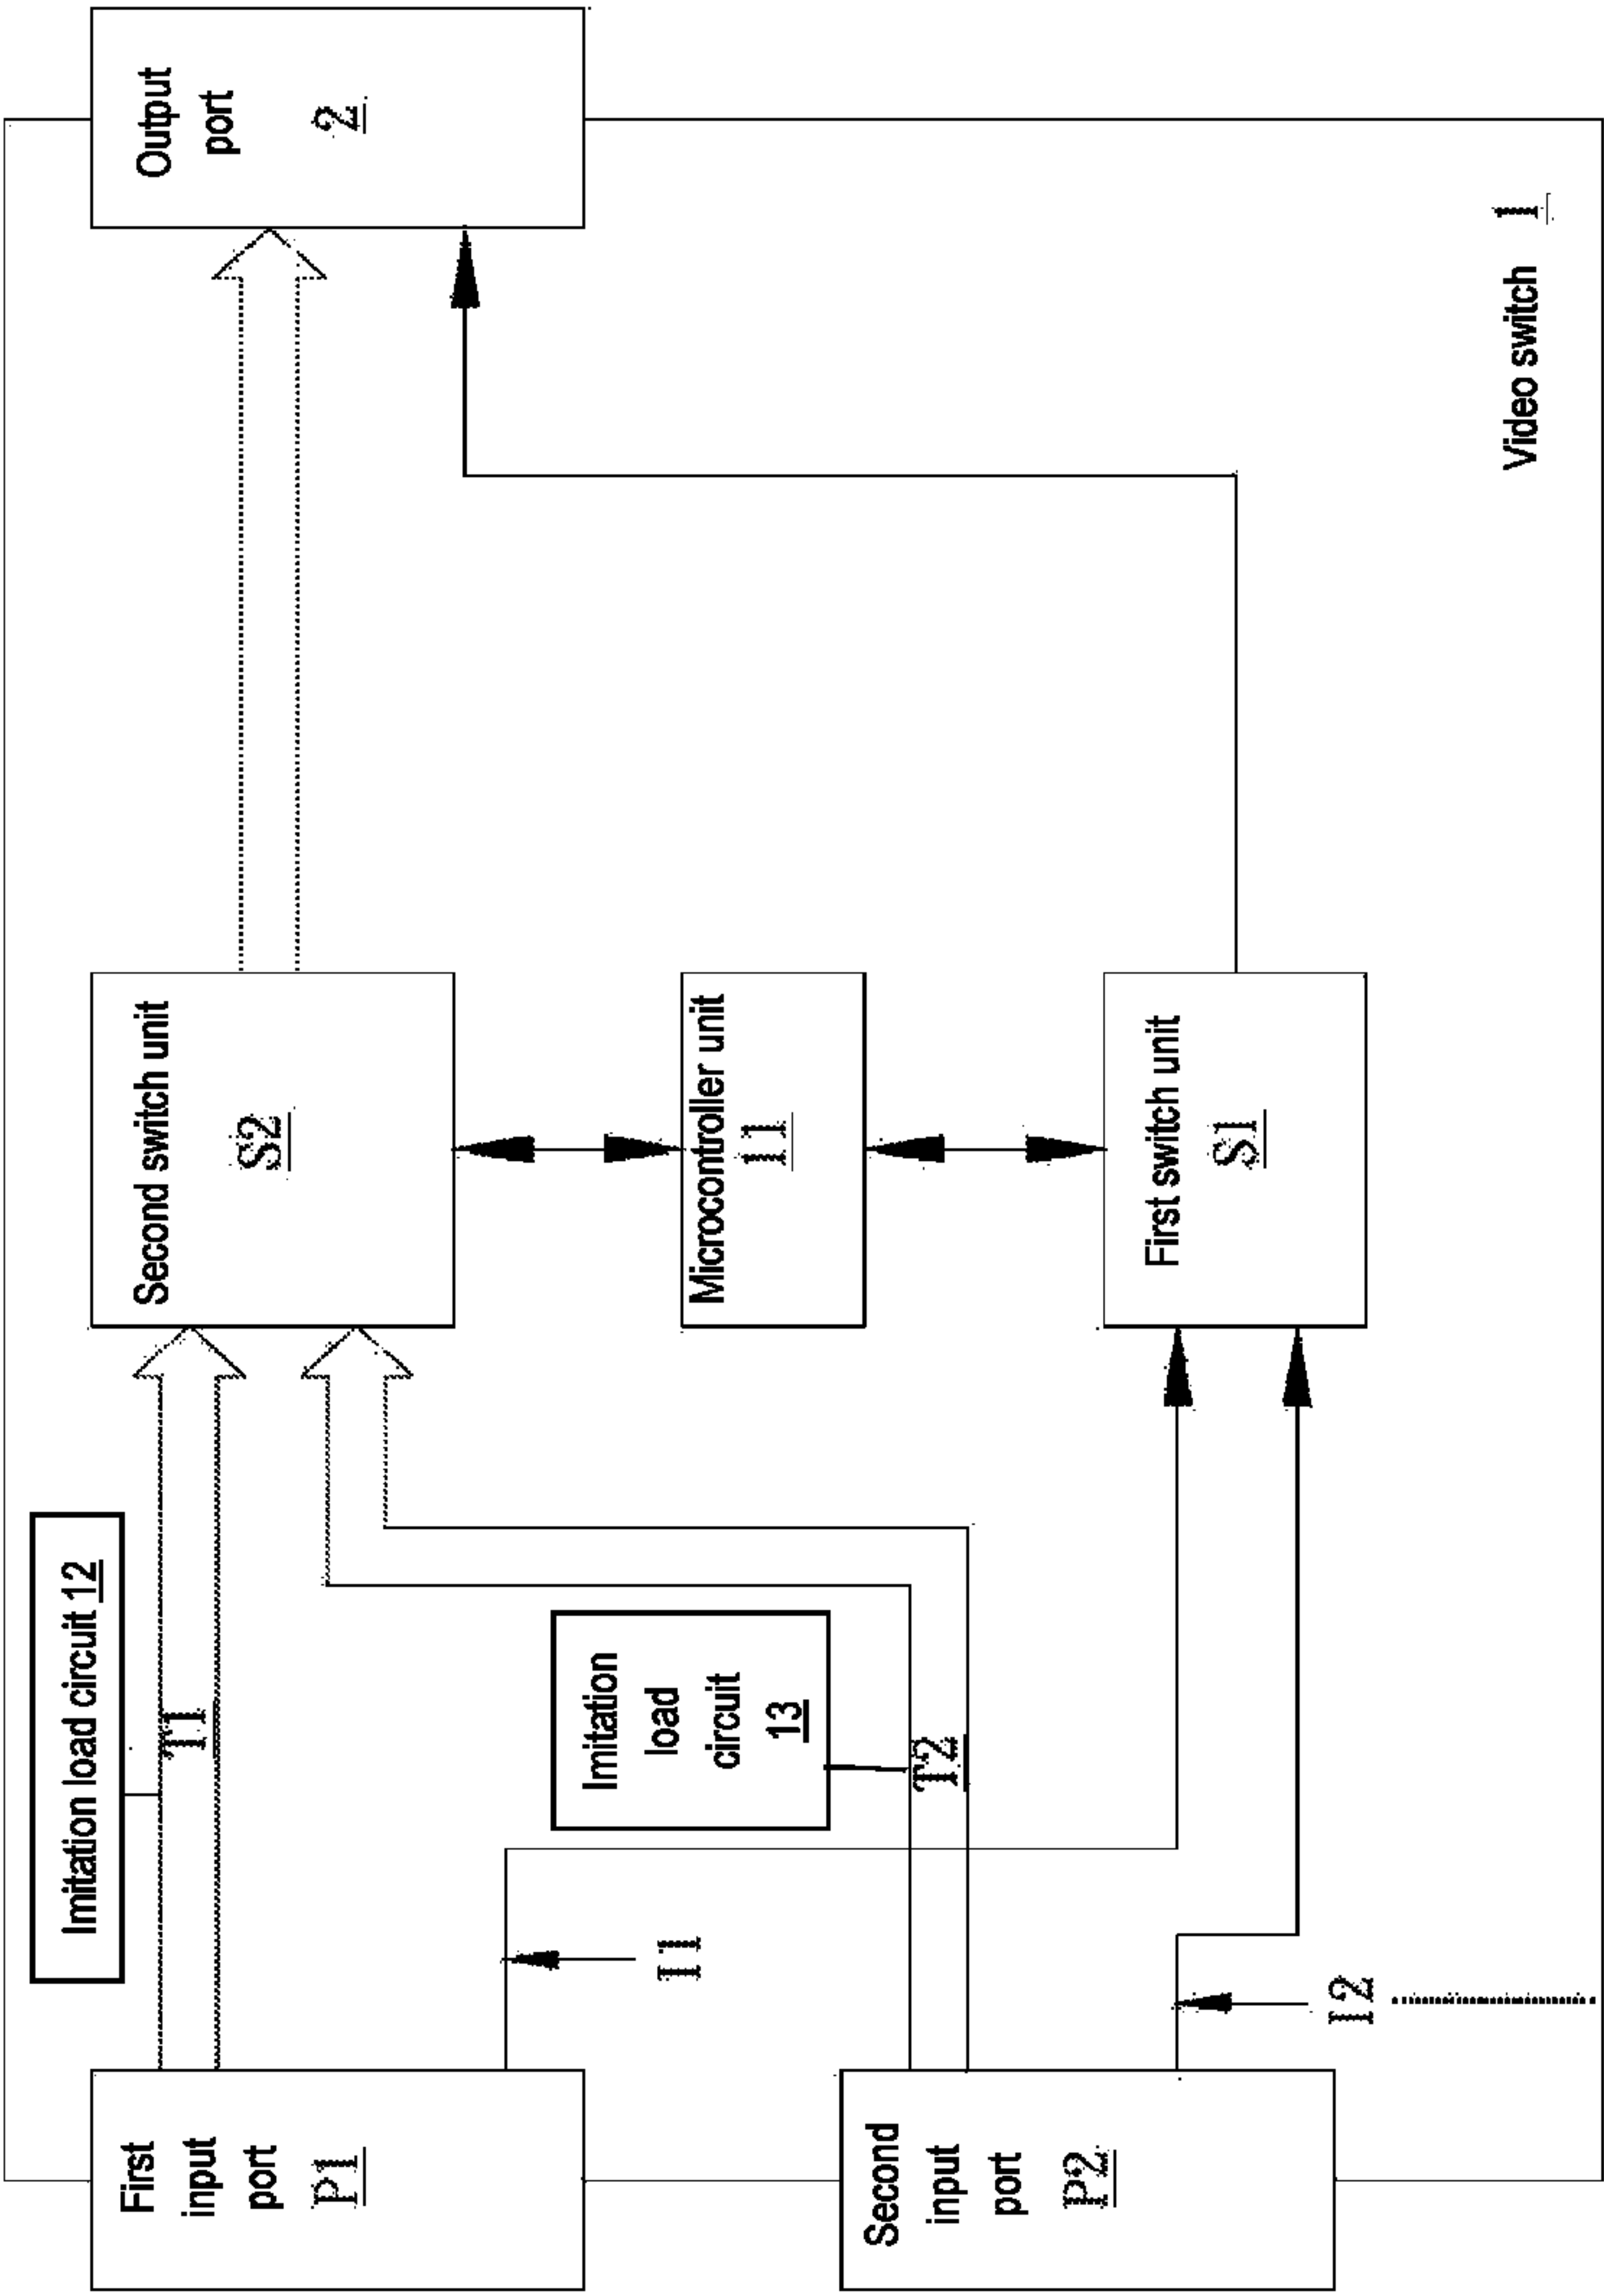 Imitation load circuit 12
First
input
port
P1
T1
Second switch unit
S2
Output
port
2
Imitation
load
circuit
13
I1
Microcontroller unit
11
Second
input
port
P2
T2
I2
First switch unit
S1
Video switch 1